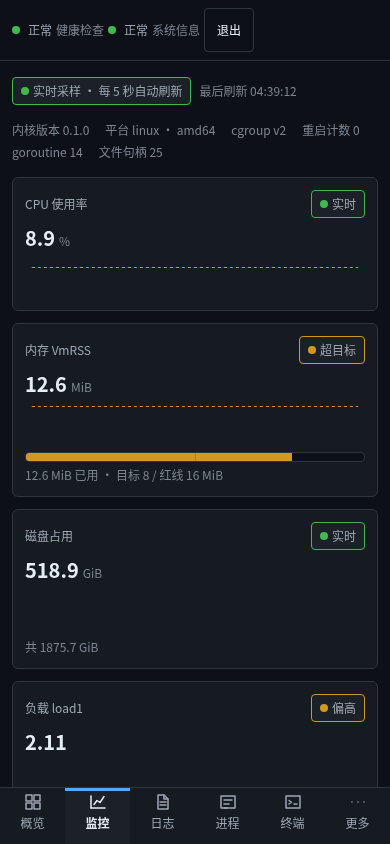 正常 健康检查 正常 系统信息 退出
实时采样 · 每 5 秒自动刷新 最后刷新 04:39:12
内核版本 0.1.0 平台 linux · amd64 cgroup v2 重启计数 0
goroutine 14 文件句柄 25
CPU 使用率 实时
8.9 %
内存 VmRSS 超目标
12.6 MiB
12.6 MiB 已用 · 目标 8 / 红线 16 MiB
磁盘占用 实时
518.9 GiB
共 1875.7 GiB
负载 load1 偏高
2.11
概览 监控 日志 进程 终端 更多